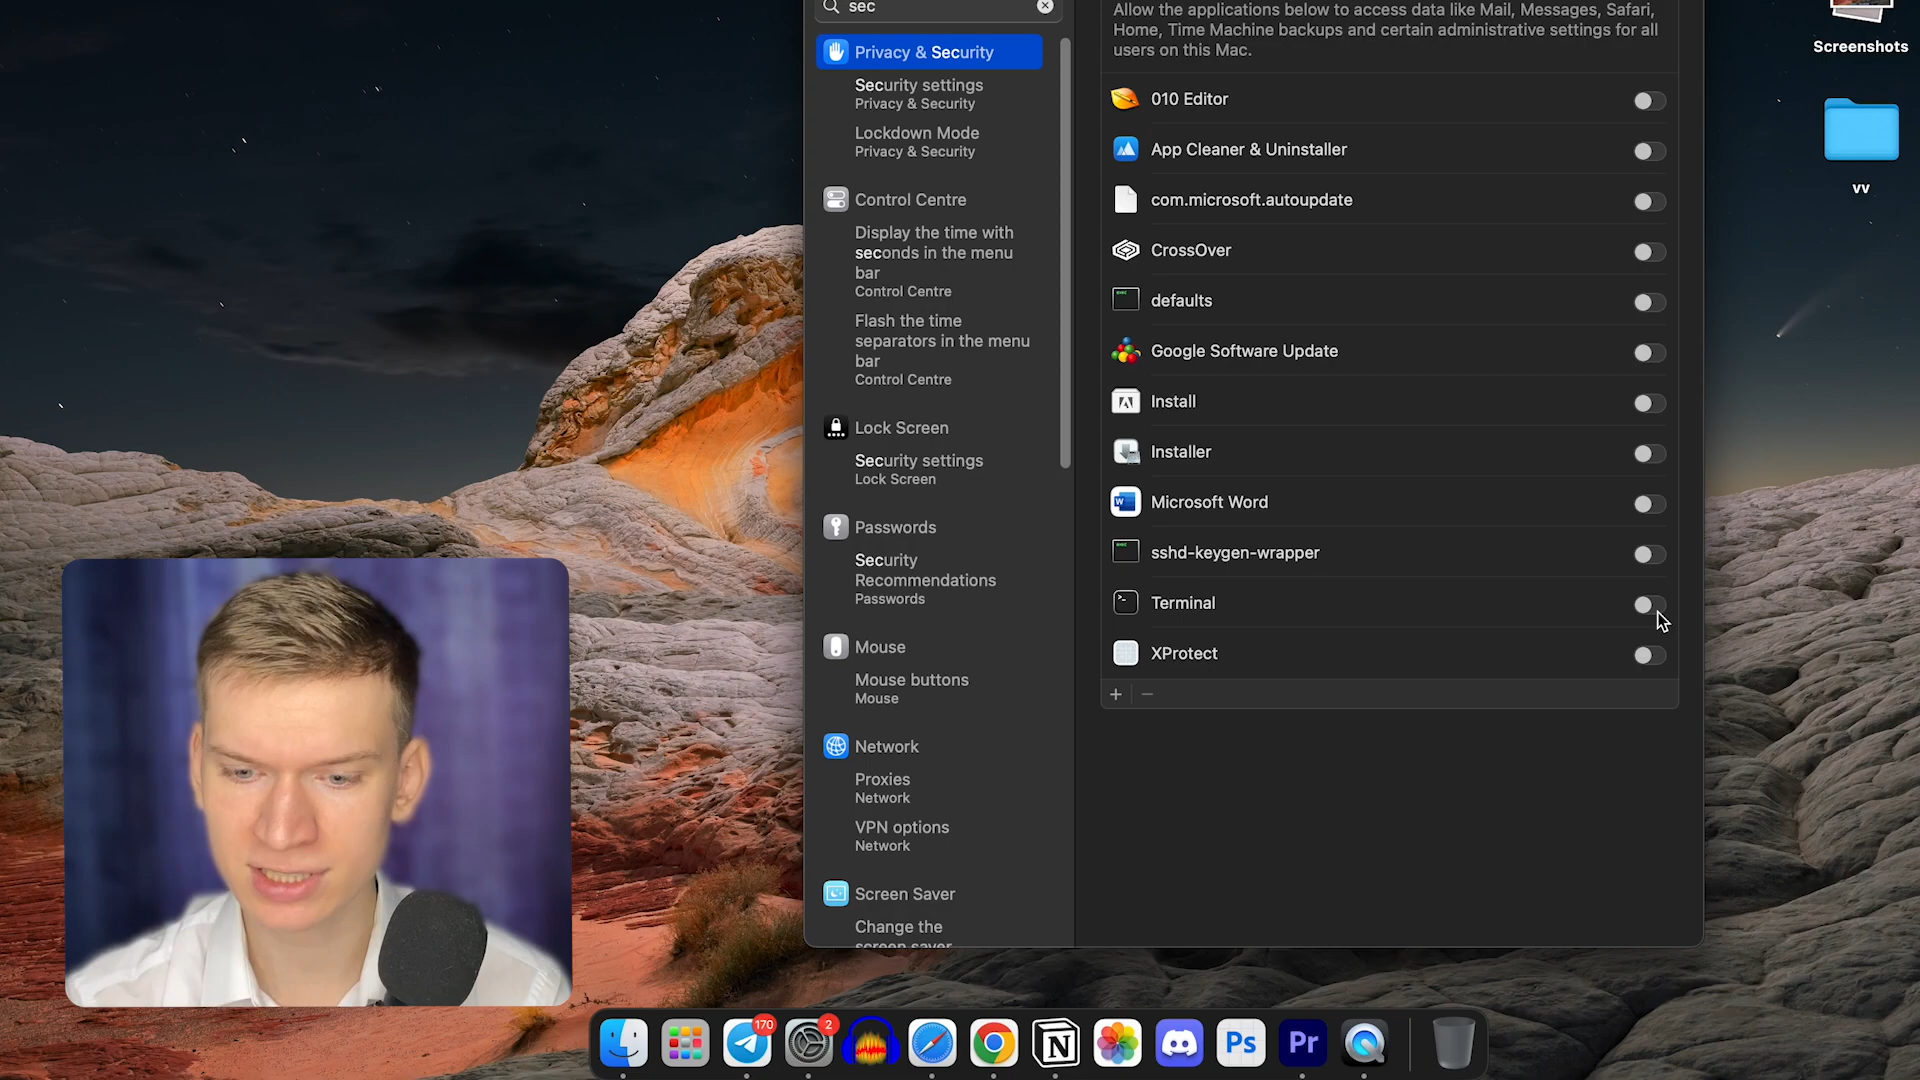 sec
Privacy & Security
Security settings
Privacy & Security
Lockdown Mode
Privacy & Security
Control Centre
Display the time with
seconds in the menu
bar
Control Centre
Flash the time
separators in the menu
bar
Control Centre
Lock Screen
Security settings
Lock Screen
Passwords
Security
Recommendations
Passwords
Mouse
Mouse buttons
Mouse
Network
Proxies
Network
VPN options
Network
Screen Saver
Change the
screen saver
Allow the applications below to access data like Mail, Messages, Safari,
Home, Time Machine backups and certain administrative settings for all
users on this Mac.
010 Editor
App Cleaner & Uninstaller
com.microsoft.autoupdate
CrossOver
defaults
Google Software Update
Install
Installer
Microsoft Word
sshd-keygen-wrapper
Terminal
XProtect
Screenshots
vv
170
2
Ps
Pr